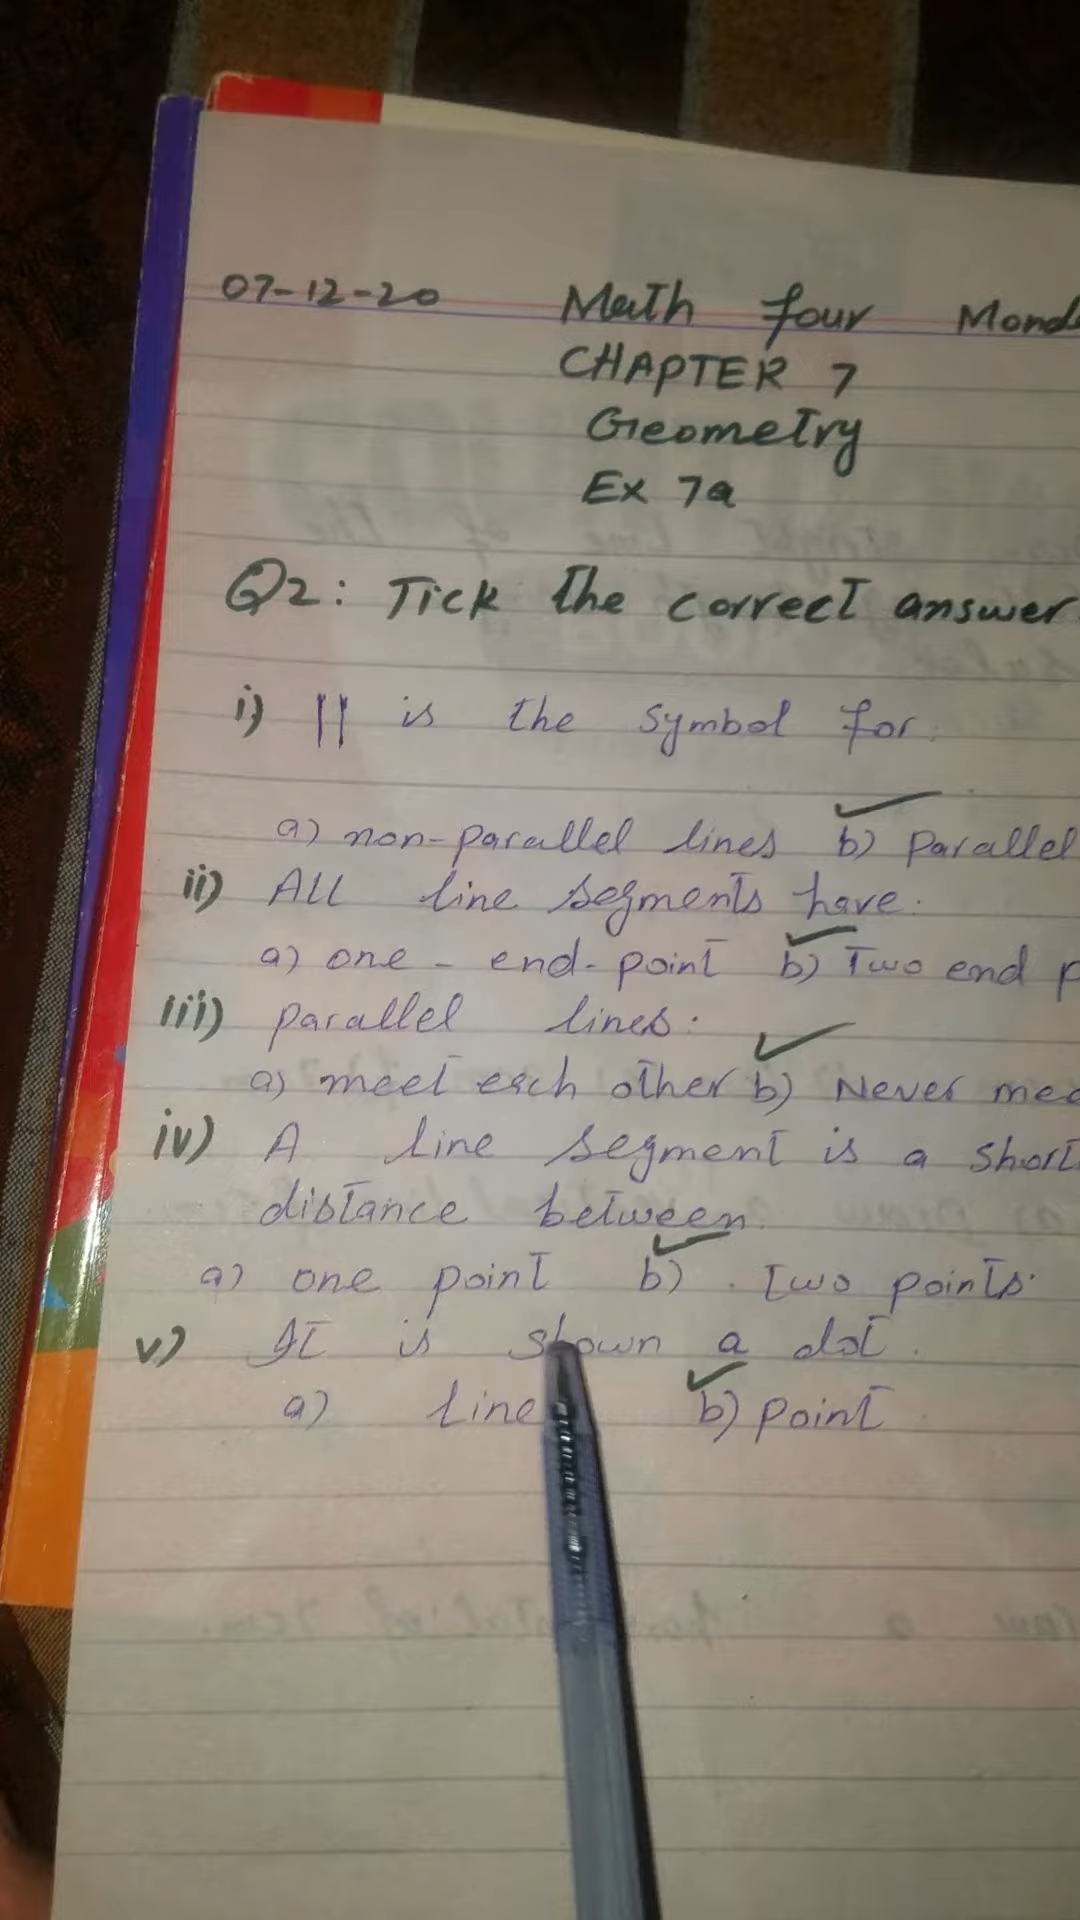 07-12-20 Math four
CHAPTER 7
Geometry
Ex 7a
Q2: Tick the correct answer
i) || is the symbol for:
a) non-parallel lines b) parallel
ii) All line segments have.
a) one - end-point b) Two end
iii) parallel lines:
a) meet each other b) Never
iv) A line segment is a short
distance between
a) one point b). Two points.
v) It is shown a dot.
a) line b) point